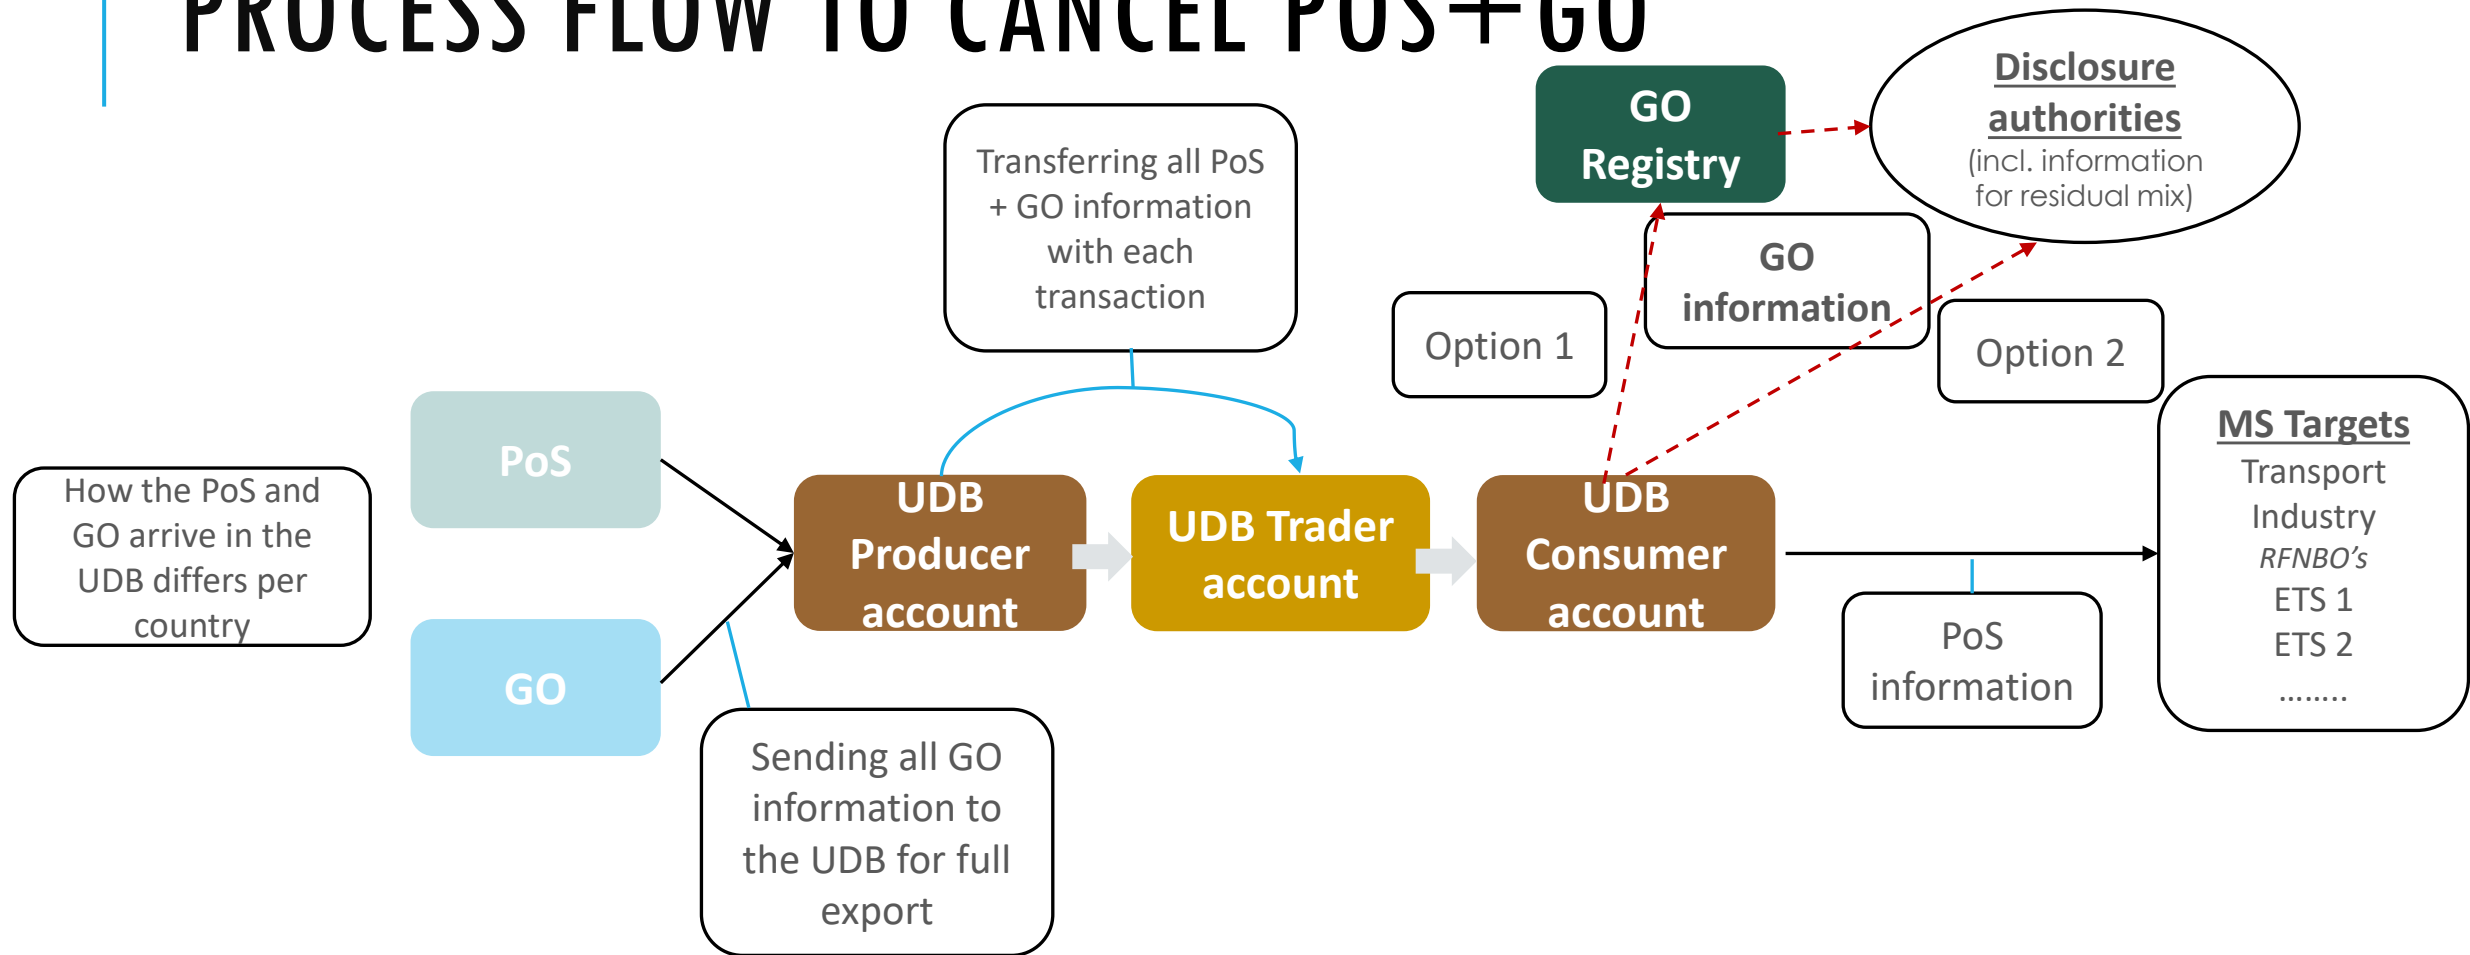 PROCESS FLOW TO CANCEL POS+GO
How the PoS and
GO arrive in the
UDB differs per
country
PoS
GO
Sending all GO
information to
the UDB for full
export
Transferring all PoS
+ GO information
with each
transaction
UDB
Producer
account
UDB Trader
account
UDB
Consumer
account
Option 1
GO
Registry
GO
information
Option 2
Disclosure
authorities
(incl. information
for residual mix)
PoS
information
MS Targets
Transport
Industry
RFNBO’s
ETS 1
ETS 2
........